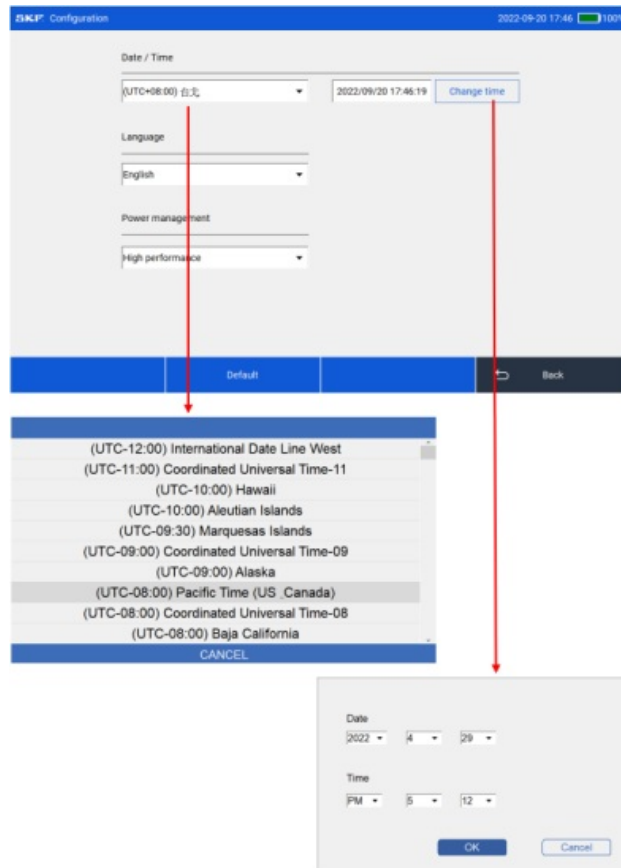 SKF Configuration
2022-09-20 17:46 100%
Date / Time
(UTC+08:00) 台北
2022/09/20 17:46:19
Change time
Language
English
Power management
High performance
Default
Back
(UTC-12:00) International Date Line West
(UTC-11:00) Coordinated Universal Time-11
(UTC-10:00) Hawaii
(UTC-10:00) Aleutian Islands
(UTC-09:30) Marquesas Islands
(UTC-09:00) Coordinated Universal Time-09
(UTC-09:00) Alaska
(UTC-08:00) Pacific Time (US ,Canada)
(UTC-08:00) Coordinated Universal Time-08
(UTC-08:00) Baja California
CANCEL
Date
2022 4 29
Time
PM 5 12
OK Cancel